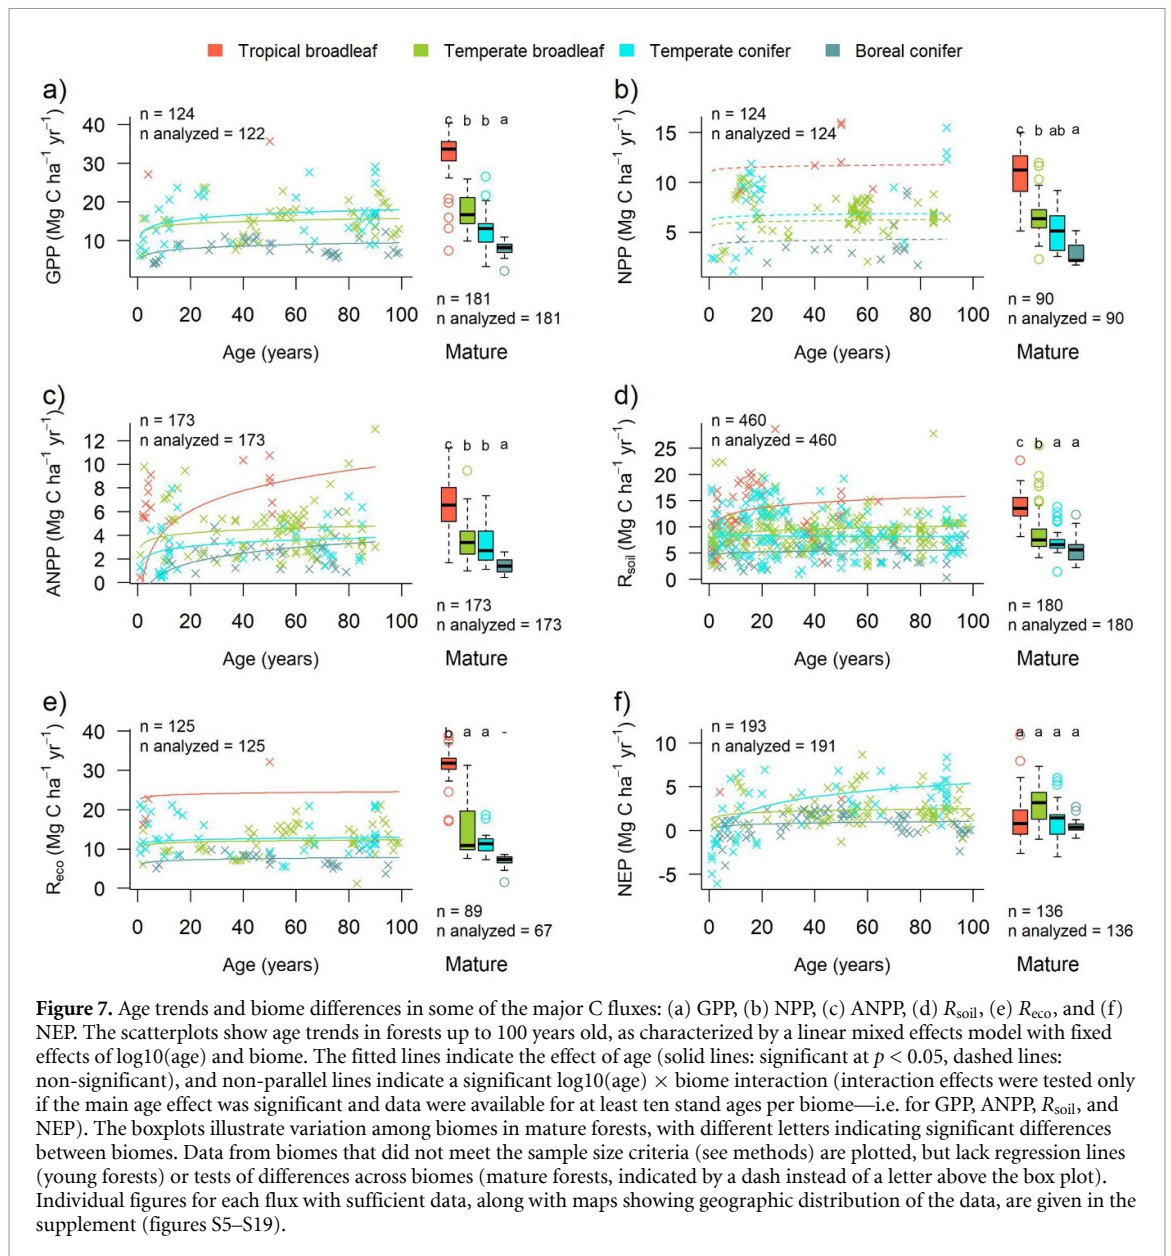 Tropical broadleaf Temperate broadleaf Temperate conifer Boreal conifer
a)
n = 124
n analyzed = 122
GPP (Mg C ha⁻¹ yr⁻¹)
40
30
20
10
0 20 40 60 80 100
Age (years)
c b b a
n = 181
n analyzed = 181
Mature
b)
n = 124
n analyzed = 124
NPP (Mg C ha⁻¹ yr⁻¹)
15
10
5
0 20 40 60 80 100
Age (years)
c b ab a
n = 90
n analyzed = 90
Mature
c)
n = 173
n analyzed = 173
ANPP (Mg C ha⁻¹ yr⁻¹)
12
10
8
6
4
2
0
0 20 40 60 80 100
Age (years)
c b b a
n = 173
n analyzed = 173
Mature
d)
n = 460
n analyzed = 460
Rsoil (Mg C ha⁻¹ yr⁻¹)
25
20
15
10
5
0
0 20 40 60 80 100
Age (years)
c b a a
n = 180
n analyzed = 180
Mature
e)
n = 125
n analyzed = 125
Reco (Mg C ha⁻¹ yr⁻¹)
40
30
20
10
0
0 20 40 60 80 100
Age (years)
b a a -
n = 89
n analyzed = 67
Mature
f)
n = 193
n analyzed = 191
NEP (Mg C ha⁻¹ yr⁻¹)
10
5
0
-5
0 20 40 60 80 100
Age (years)
a a a a
n = 136
n analyzed = 136
Mature
Figure 7. Age trends and biome differences in some of the major C fluxes: (a) GPP, (b) NPP, (c) ANPP, (d) Rsoil, (e) Reco, and (f)
NEP. The scatterplots show age trends in forests up to 100 years old, as characterized by a linear mixed effects model with fixed
effects of log10(age) and biome. The fitted lines indicate the effect of age (solid lines: significant at p < 0.05, dashed lines:
non-significant), and non-parallel lines indicate a significant log10(age) × biome interaction (interaction effects were tested only
if the main age effect was significant and data were available for at least ten stand ages per biome—i.e. for GPP, ANPP, Rsoil, and
NEP). The boxplots illustrate variation among biomes in mature forests, with different letters indicating significant differences
between biomes. Data from biomes that did not meet the sample size criteria (see methods) are plotted, but lack regression lines
(young forests) or tests of differences across biomes (mature forests, indicated by a dash instead of a letter above the box plot).
Individual figures for each flux with sufficient data, along with maps showing geographic distribution of the data, are given in the
supplement (figures S5–S19).